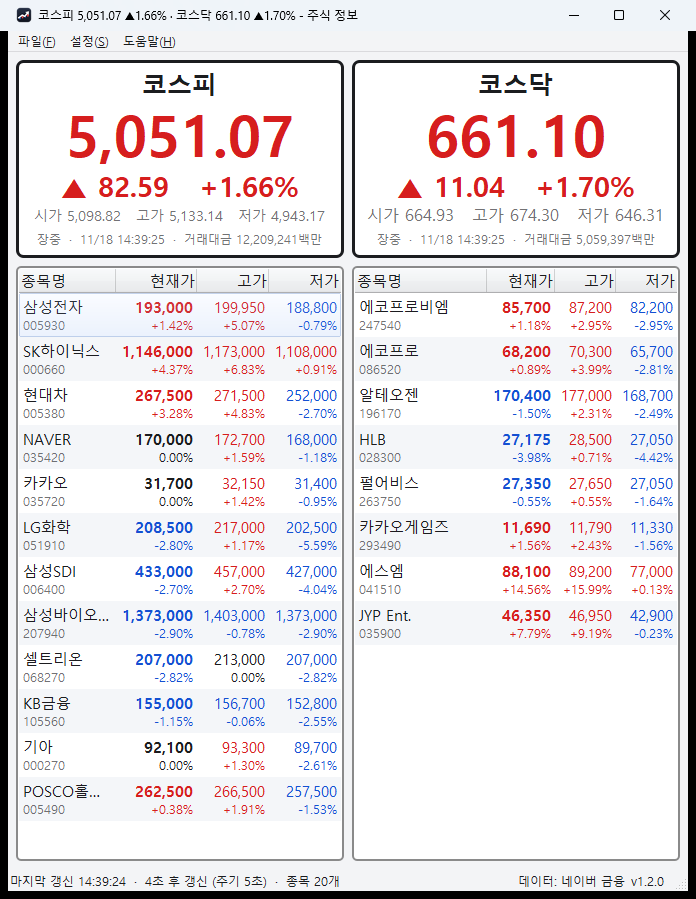 코스피 5,051.07 ▲1.66% · 코스닥 661.10 ▲1.70% - 주식 정보
파일(F) 설정(S) 도움말(H)
코스피
5,051.07
▲ 82.59 +1.66%
시가 5,098.82 고가 5,133.14 저가 4,943.17
장중 · 11/18 14:39:25 · 거래대금 12,209,241백만
코스닥
661.10
▲ 11.04 +1.70%
시가 664.93 고가 674.30 저가 646.31
장중 · 11/18 14:39:25 · 거래대금 5,059,397백만
종목명 현재가 고가 저가
삼성전자 193,000 199,950 188,800
005930 +1.42% +5.07% -0.79%
SK하이닉스 1,146,000 1,173,000 1,108,000
000660 +4.37% +6.83% +0.91%
현대차 267,500 271,500 252,000
005380 +3.28% +4.83% -2.70%
NAVER 170,000 172,700 168,000
035420 0.00% +1.59% -1.18%
카카오 31,700 32,150 31,400
035720 0.00% +1.42% -0.95%
LG화학 208,500 217,000 202,500
051910 -2.80% +1.17% -5.59%
삼성SDI 433,000 457,000 427,000
006400 -2.70% +2.70% -4.04%
삼성바이오... 1,373,000 1,403,000 1,373,000
207940 -2.90% -0.78% -2.90%
셀트리온 207,000 213,000 207,000
068270 -2.82% 0.00% -2.82%
KB금융 155,000 156,700 152,800
105560 -1.15% -0.06% -2.55%
기아 92,100 93,300 89,700
000270 0.00% +1.30% -2.61%
POSCO홀... 262,500 266,500 257,500
005490 +0.38% +1.91% -1.53%
종목명 현재가 고가 저가
에코프로비엠 85,700 87,200 82,200
247540 +1.18% +2.95% -2.95%
에코프로 68,200 70,300 65,700
086520 +0.89% +3.99% -2.81%
알테오젠 170,400 177,000 168,700
196170 -1.50% +2.31% -2.49%
HLB 27,175 28,500 27,050
028300 -3.98% +0.71% -4.42%
펄어비스 27,350 27,650 27,050
263750 -0.55% +0.55% -1.64%
카카오게임즈 11,690 11,790 11,330
293490 +1.56% +2.43% -1.56%
에스엠 88,100 89,200 77,000
041510 +14.56% +15.99% +0.13%
JYP Ent. 46,350 46,950 42,900
035900 +7.79% +9.19% -0.23%
마지막 갱신 14:39:24 · 4초 후 갱신 (주기 5초) · 종목 20개
데이터: 네이버 금융 v1.2.0